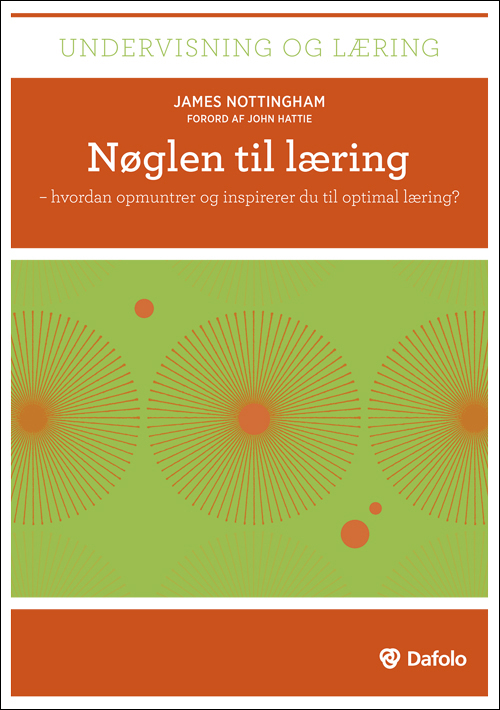 UNDERVISNING OG LÆRING
JAMES NOTTINGHAM
FORORD AF JOHN HATTIE
Nøglen til læring
– hvordan opmuntrer og inspirerer du til optimal læring?
Dafolo